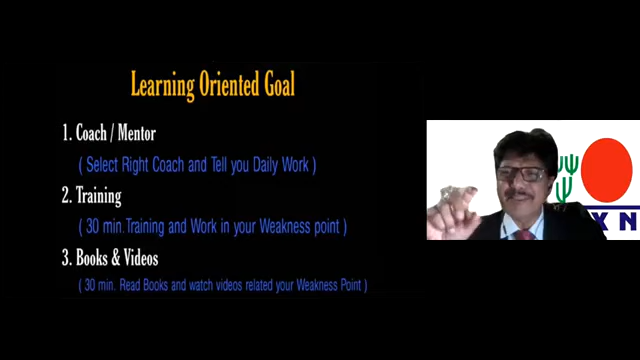 Learning Oriented Goal
1. Coach / Mentor
( Select Right Coach and Tell you Daily Work )
2. Training
( 30 min.Training and Work in your Weakness point )
3. Books & Videos
( 30 min. Read Books and watch videos related your Weakness Point )
X N